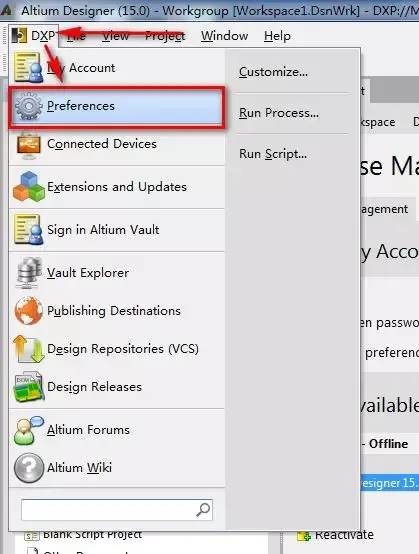 Altium Designer (15.0) - Workgroup [Workspace1.DsnWrk] - DXP://M
DXP File View Project Window Help
My Account
Preferences
Connected Devices
Extensions and Updates
Sign in Altium Vault
Vault Explorer
Publishing Destinations
Design Repositories (VCS)
Design Releases
Altium Forums
Altium Wiki
Customize...
Run Process...
Run Script...
Blank Script Project
kspace D
se Ma
agement
y Acco
en passwo
preferenc
vailable
- Offline
esigner 15.
Reactivate